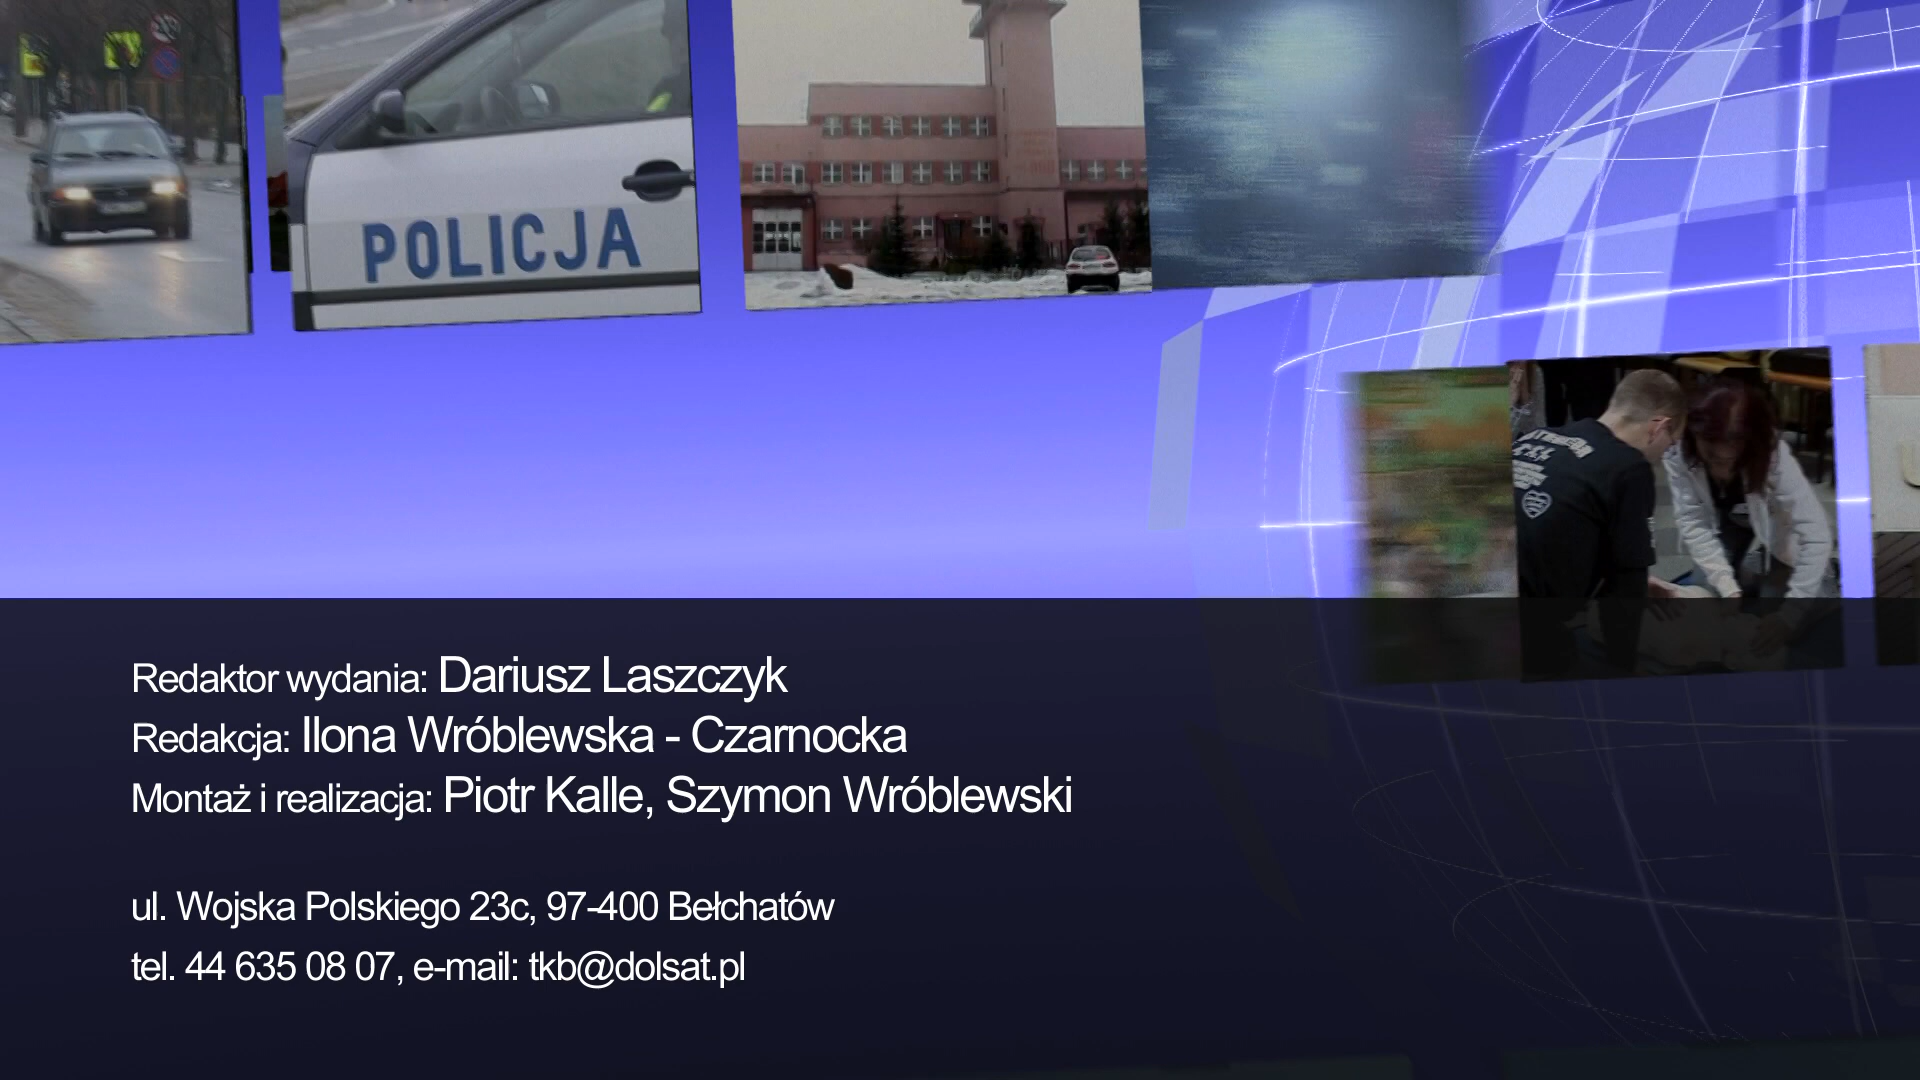 POLICJA
Redaktor wydania: Dariusz Laszczyk
Redakcja: Ilona Wróblewska - Czarnocka
Montaż i realizacja: Piotr Kalle, Szymon Wróblewski
ul. Wojska Polskiego 23c, 97-400 Bełchatów
tel. 44 635 08 07, e-mail: tkb@dolsat.pl